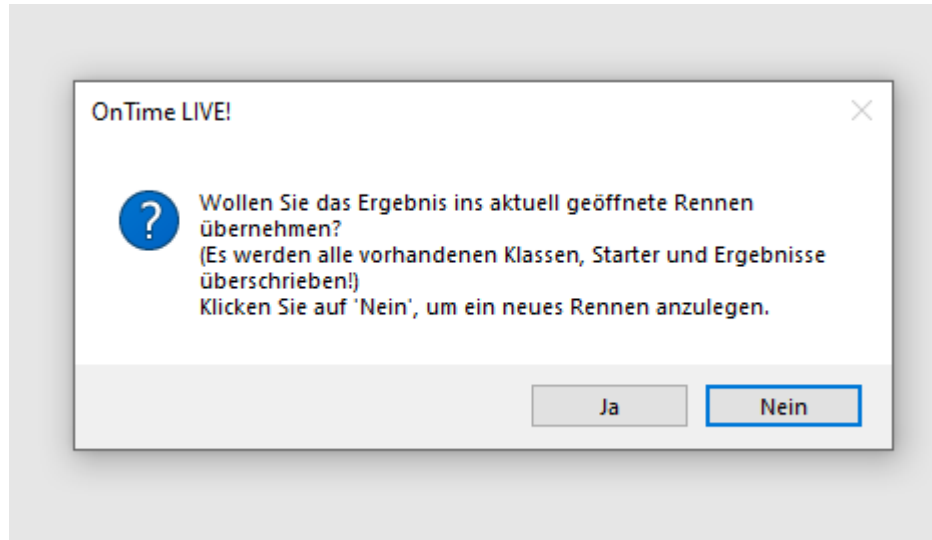 OnTime LIVE!
?
Wollen Sie das Ergebnis ins aktuell geöffnete Rennen
übernehmen?
(Es werden alle vorhandenen Klassen, Starter und Ergebnisse
überschrieben!)
Klicken Sie auf 'Nein', um ein neues Rennen anzulegen.
Ja
Nein